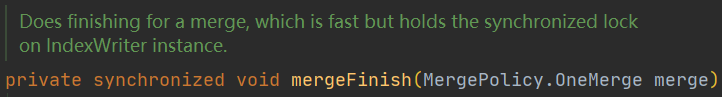 Does finishing for a merge, which is fast but holds the synchronized lock
on IndexWriter instance.
private synchronized void mergeFinish(MergePolicy.OneMerge merge)